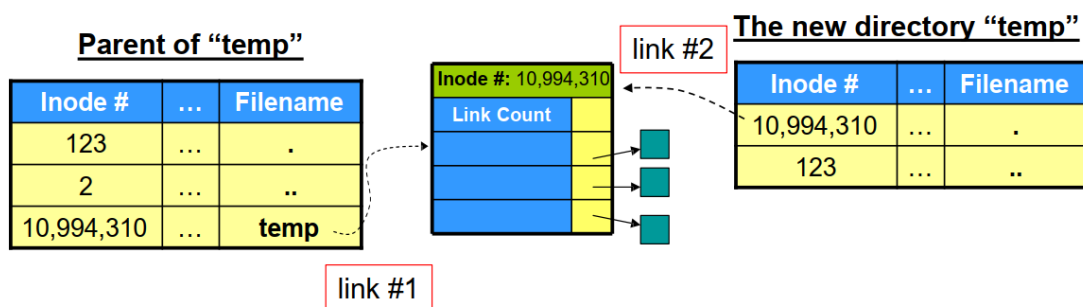 Parent of “temp”
Inode # … Filename
123 … .
2 … ..
10,994,310 … temp
link #1
Inode #: 10,994,310
Link Count
link #2
The new directory “temp”
Inode # … Filename
10,994,310 … .
123 … ..